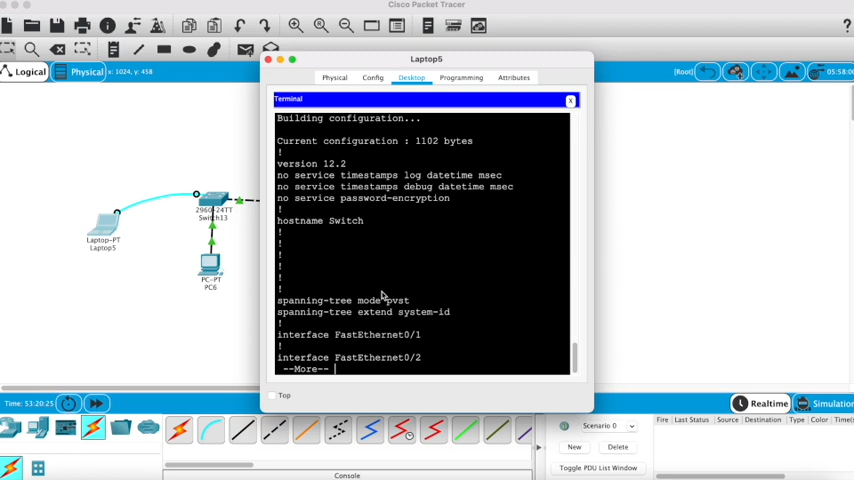 Cisco Packet Tracer
?
Logical
Physical x: 1024, y: 458
[Root]
05:58:00
Laptop5
Physical Config Desktop Programming Attributes
Terminal
X
Building configuration...
Current configuration : 1102 bytes
!
version 12.2
no service timestamps log datetime msec
no service timestamps debug datetime msec
no service password-encryption
!
hostname Switch
!
!
!
!
!
!
spanning-tree mode pvst
spanning-tree extend system-id
!
interface FastEthernet0/1
!
interface FastEthernet0/2
--More--
Top
2960-24TT
Switch13
Laptop-PT
Laptop5
PC-PT
PC6
Time: 53:20:25
Realtime
Simulation
Scenario 0
New
Delete
Toggle PDU List Window
Fire Last Status Source Destination Type Color Time(
Console